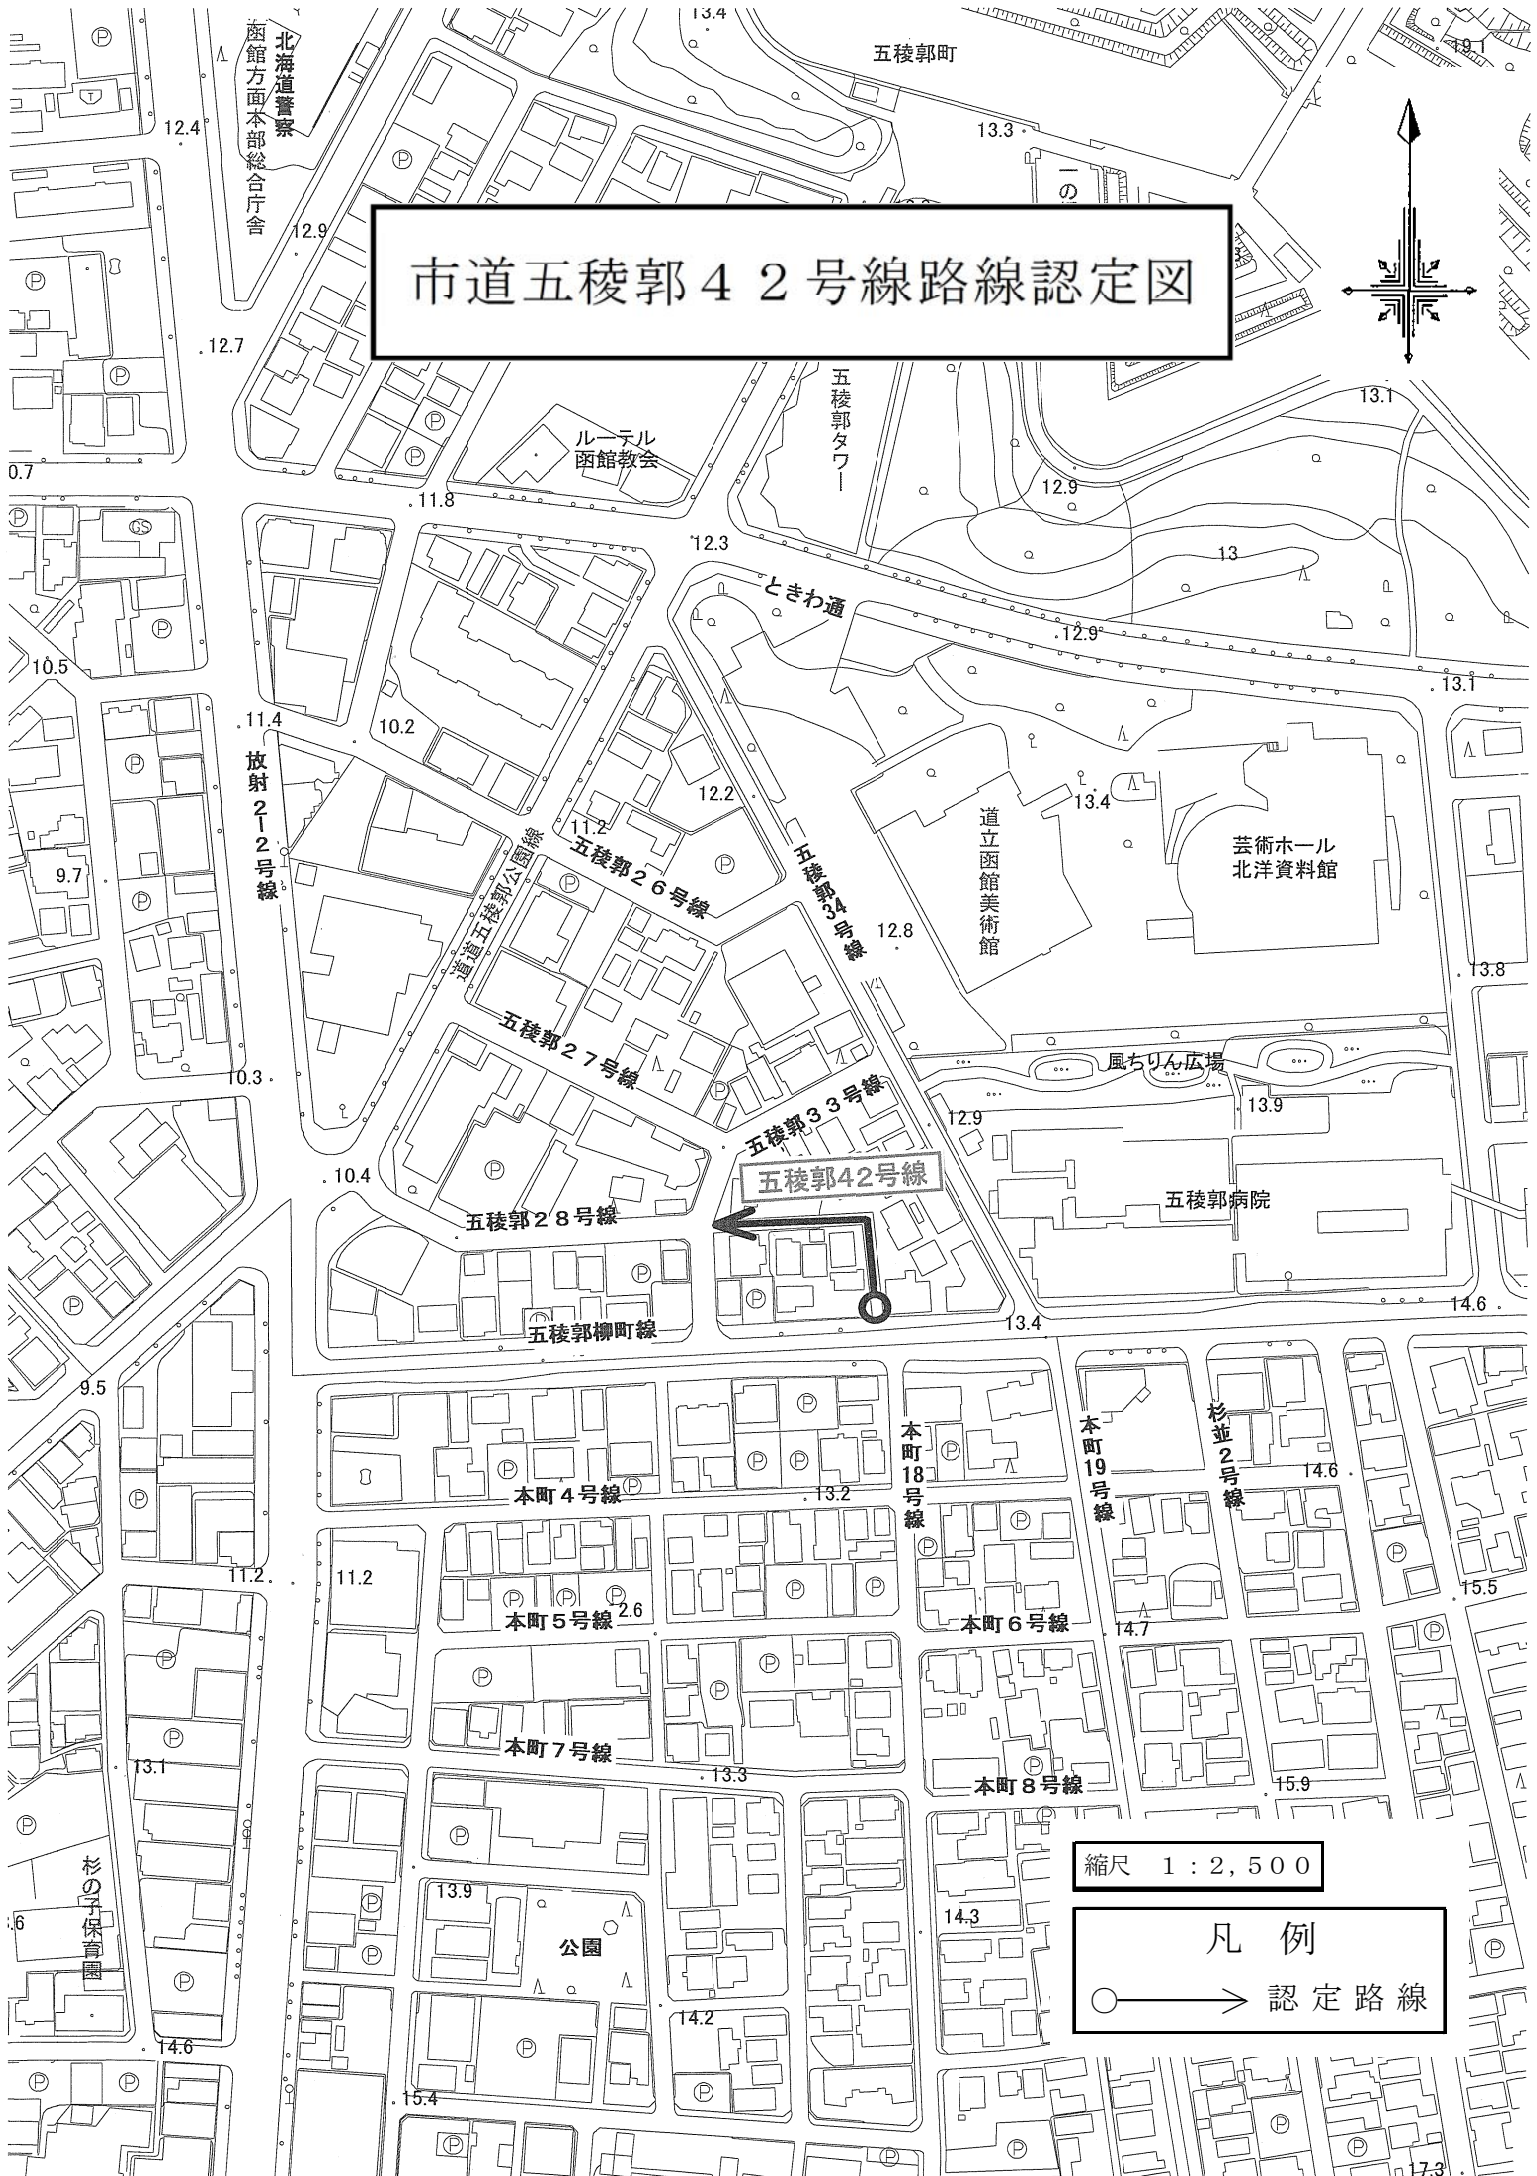 13.4
五稜郭町
19.1
北海道警察
函館方面本部総合庁舎
12.4
13.3
一の
12.9
市道五稜郭４２号線路線認定図
12.7
13.1
五稜郭タワー
ルーテル
函館教会
0.7
11.8
12.9
GS
12.3
13
ときわ通
12.9
10.5
13.1
11.4
10.2
放射２－２号線
12.2
13.4
11.2
道立函館美術館
芸術ホール
北洋資料館
9.7
五稜郭２６号線
五稜郭34号線
道道五稜郭公園線
12.8
13.8
五稜郭２７号線
風ちりん広場
10.3
五稜郭３３号線
12.9
13.9
10.4
五稜郭42号線
五稜郭病院
五稜郭２８号線
五稜郭柳町線
13.4
14.6
9.5
本町18号線
本町19号線
杉並２号線
14.6
本町４号線
13.2
11.2
11.2
2.6
15.5
本町５号線
本町６号線
14.7
本町７号線
13.1
13.3
本町８号線
15.9
縮尺　１：２,５００
杉の子保育園
13.9
14.3
公園
凡　例
認定路線
14.2
14.6
15.4
17.3